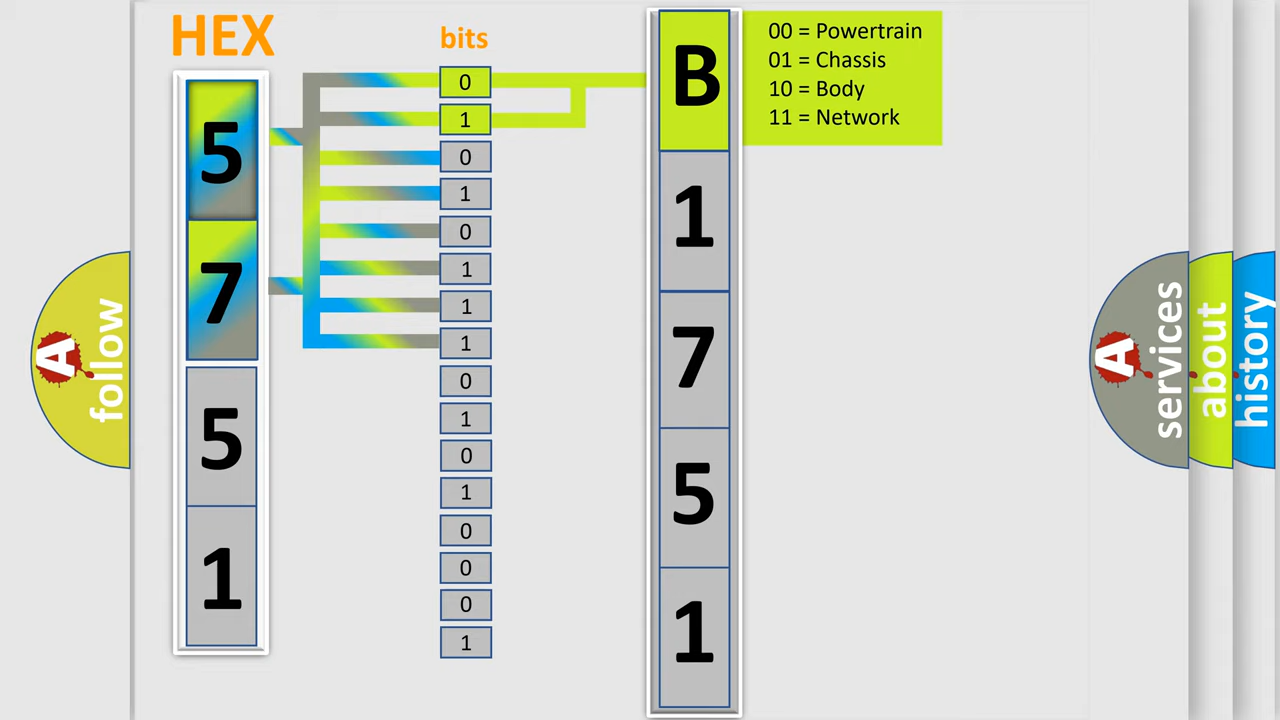 HEX
bits
5
7
5
1
0
1
0
1
0
1
1
1
0
1
0
1
0
0
0
1
B
1
7
5
1
00 = Powertrain
01 = Chassis
10 = Body
11 = Network
A follow
A services
about
history